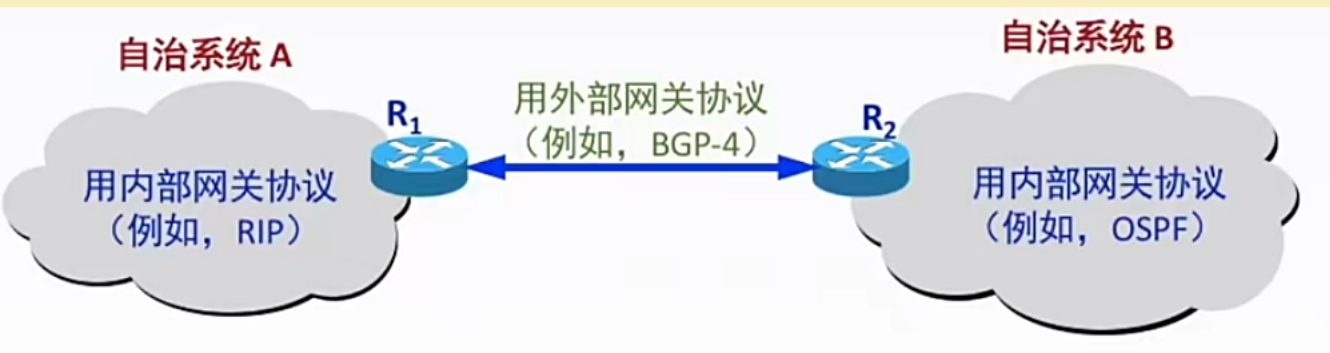 自治系统 A
自治系统 B
R1
用外部网关协议
（例如，BGP-4）
R2
用内部网关协议
（例如，RIP）
用内部网关协议
（例如，OSPF）